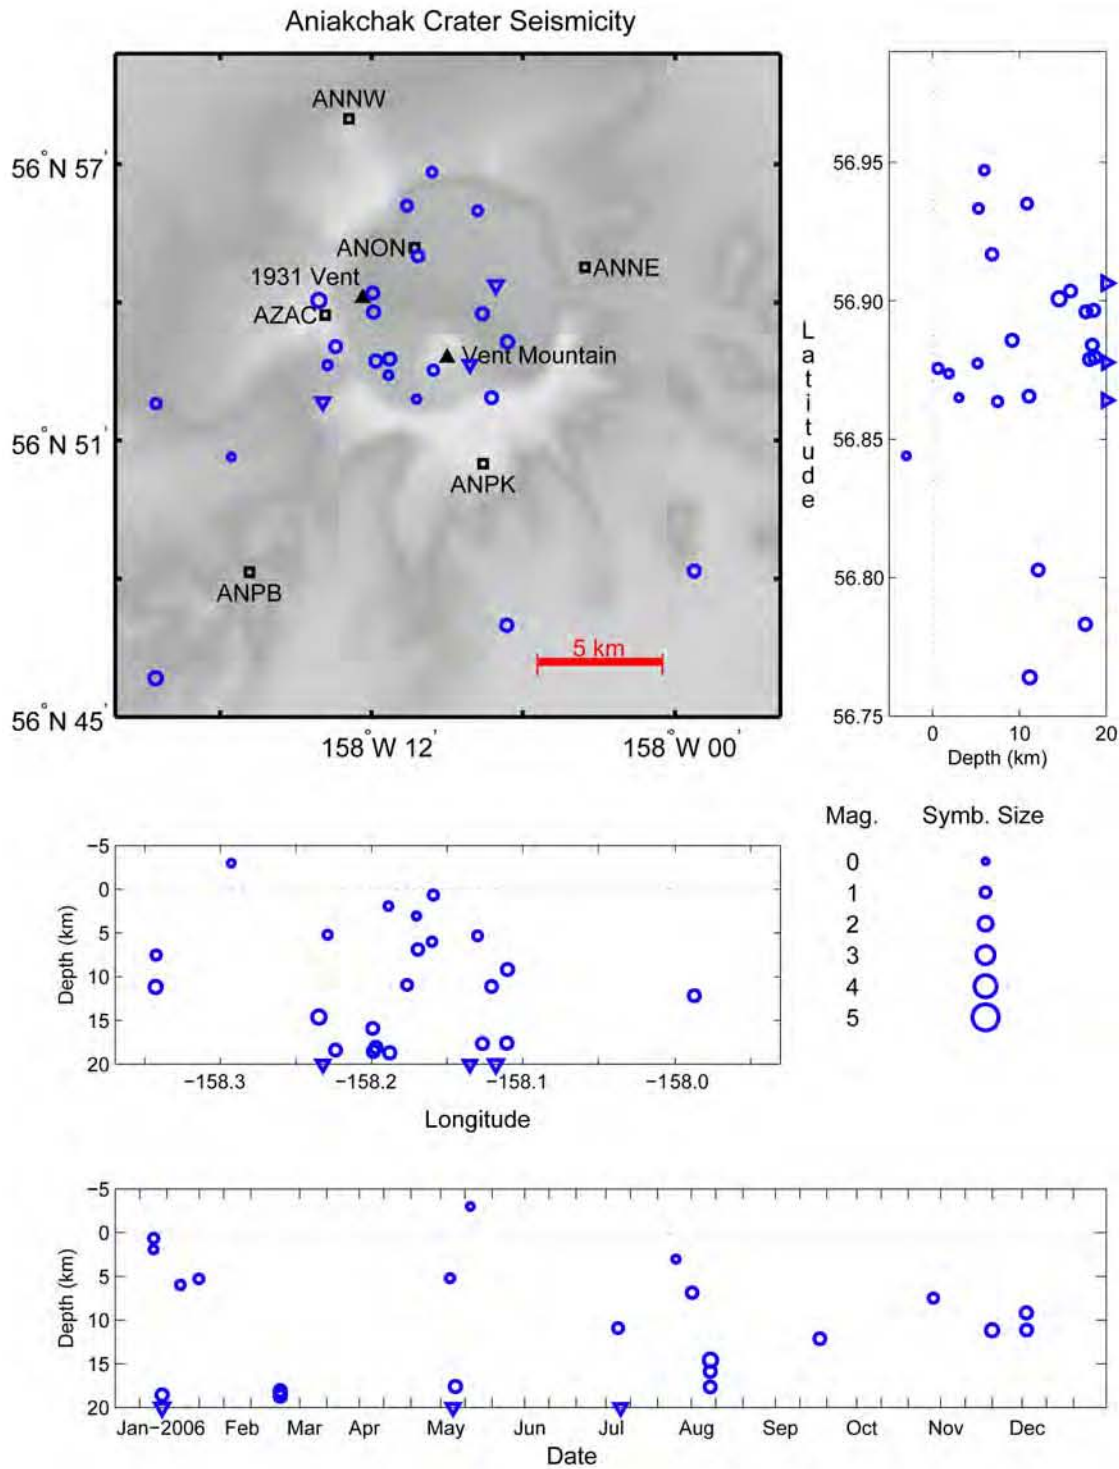 Aniakchak Crater Seismicity
ANNW
56°N 57'
ANON
ANNE
1931 Vent
AZAC
Vent Mountain
56°N 51'
ANPK
ANPB
5 km
56°N 45'
158°W 12'
158°W 00'
Latitude
56.95
56.90
56.85
56.80
56.75
0
10
20
Depth (km)
Mag.
Symb. Size
0
1
2
3
4
5
−5
0
5
10
15
20
Depth (km)
−158.3
−158.2
−158.1
−158.0
Longitude
−5
0
5
10
15
20
Depth (km)
Jan−2006
Feb
Mar
Apr
May
Jun
Jul
Aug
Sep
Oct
Nov
Dec
Date